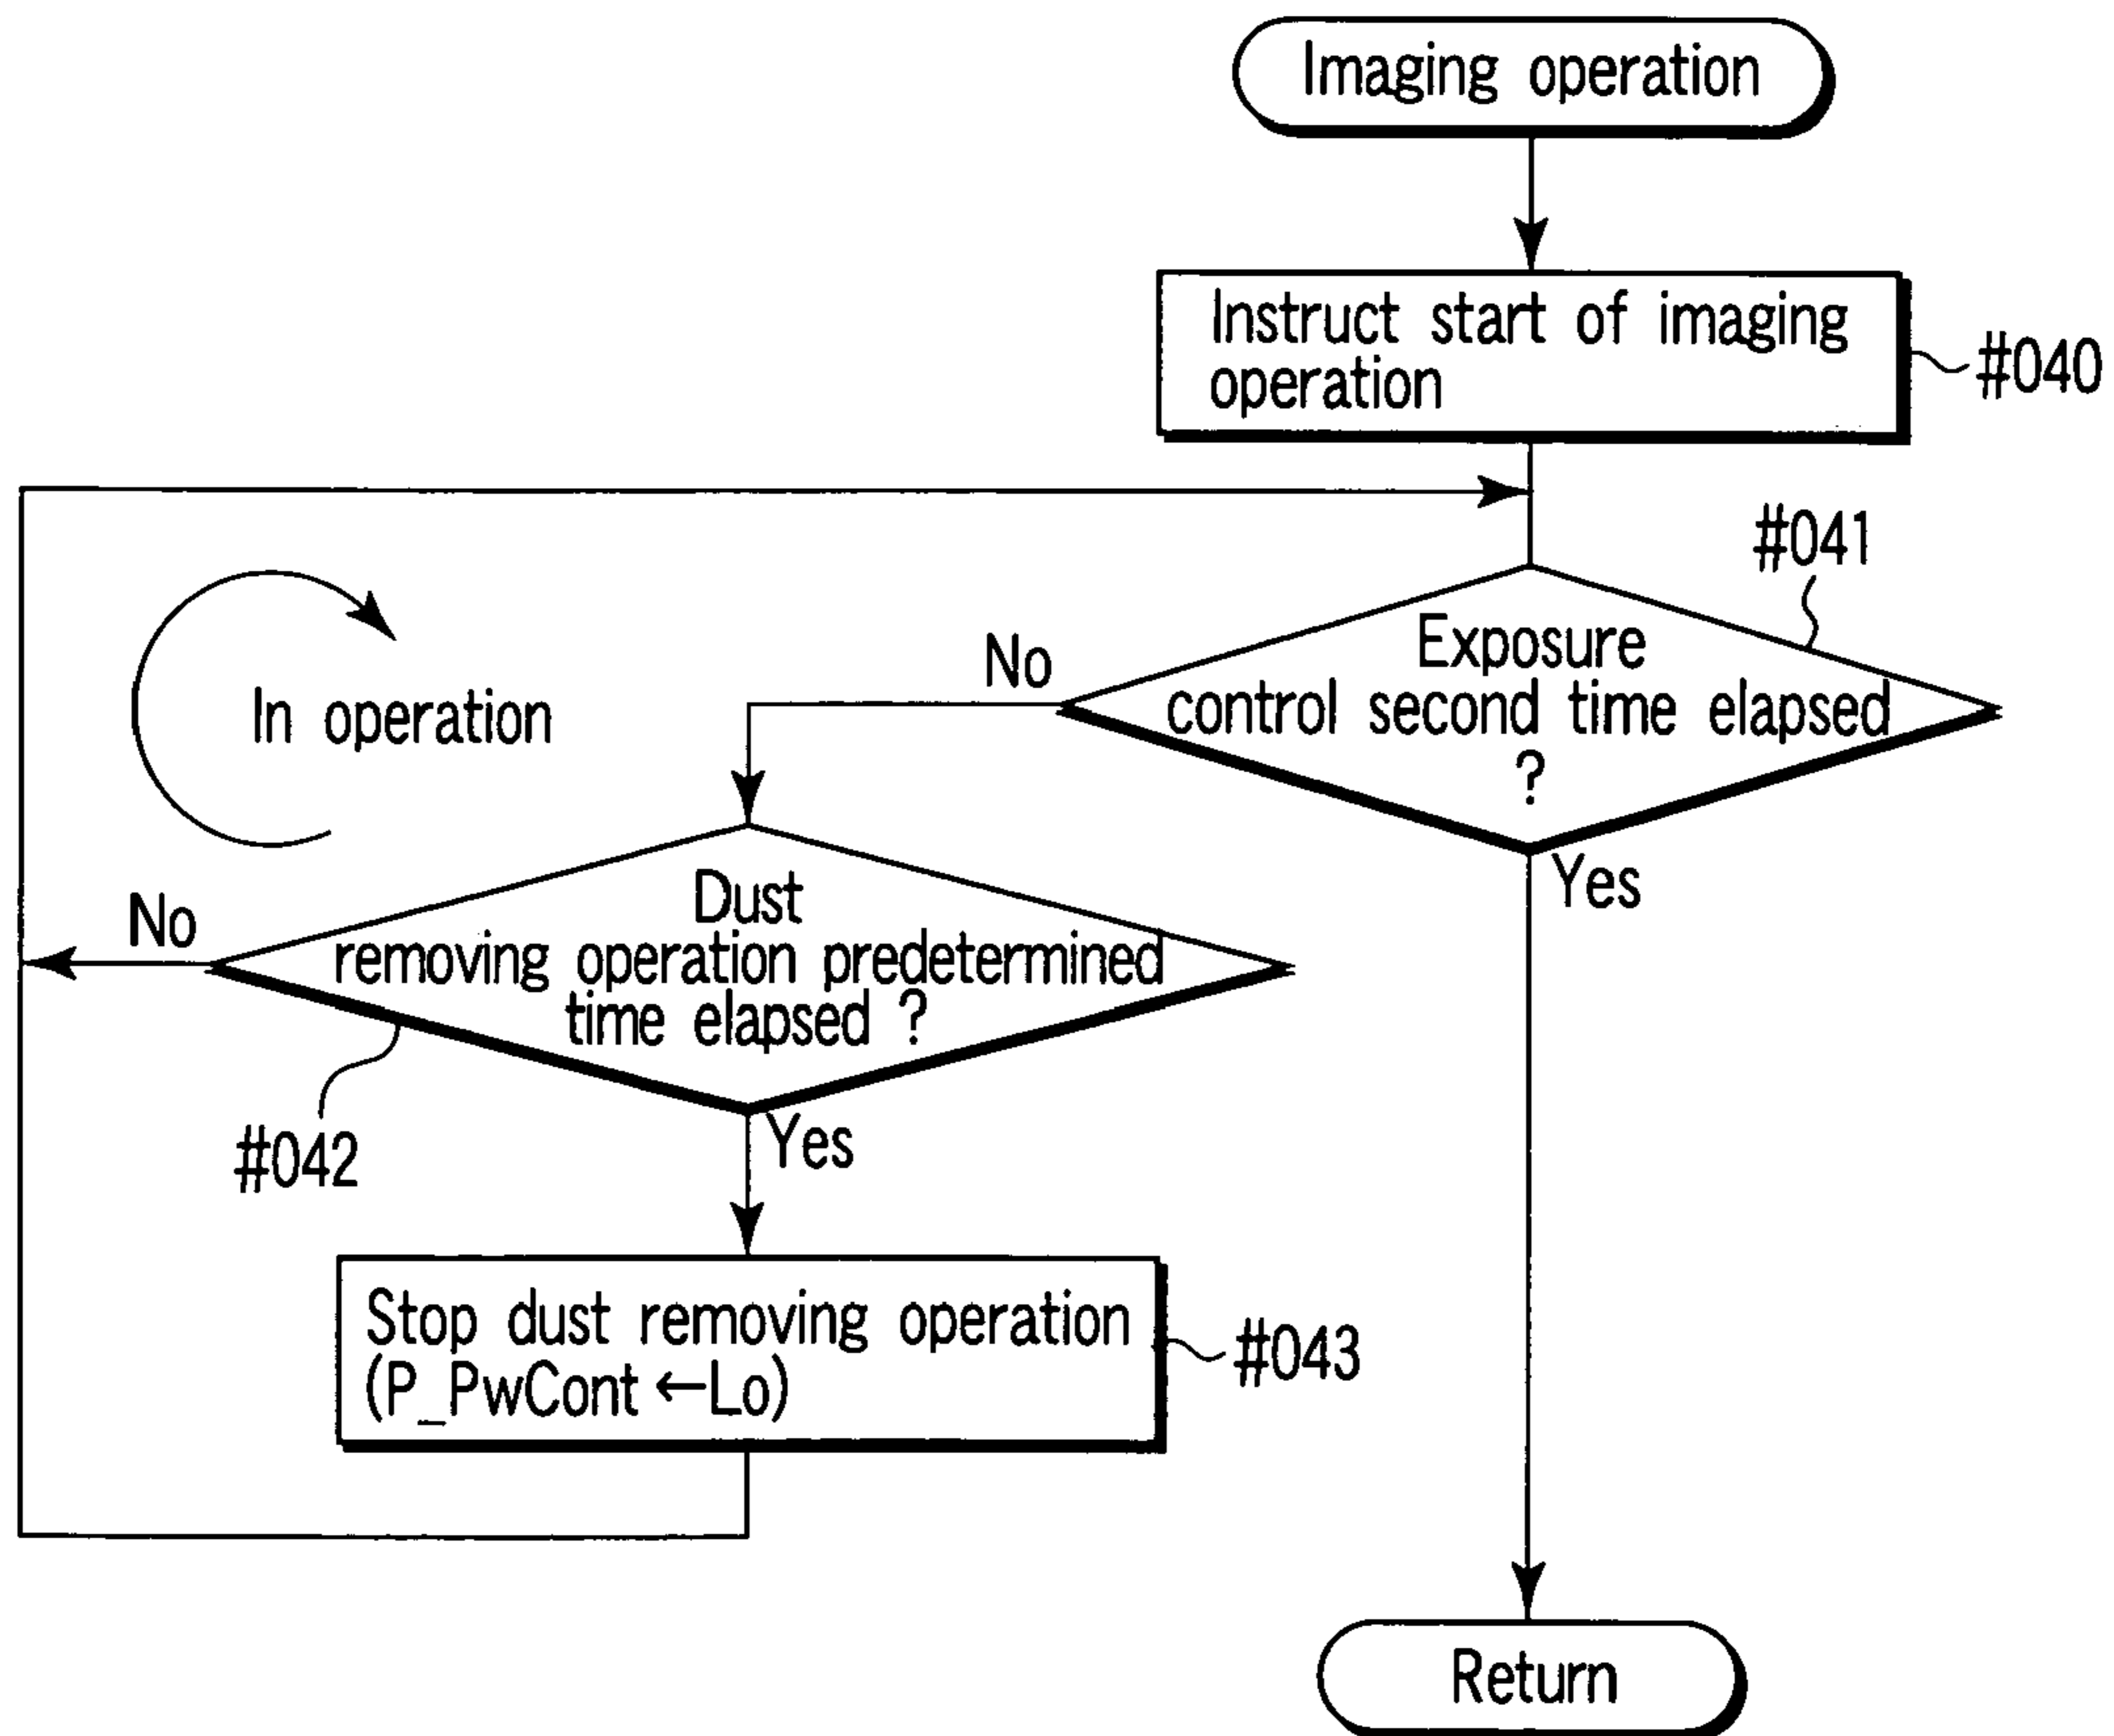 Imaging operation
Instruct start of imaging
operation
#040
#041
Exposure
control second time elapsed
?
No
Yes
In operation
Dust
removing operation predetermined
time elapsed ?
No
#042
Yes
Stop dust removing operation
(P_PwCont ←Lo)
#043
Return